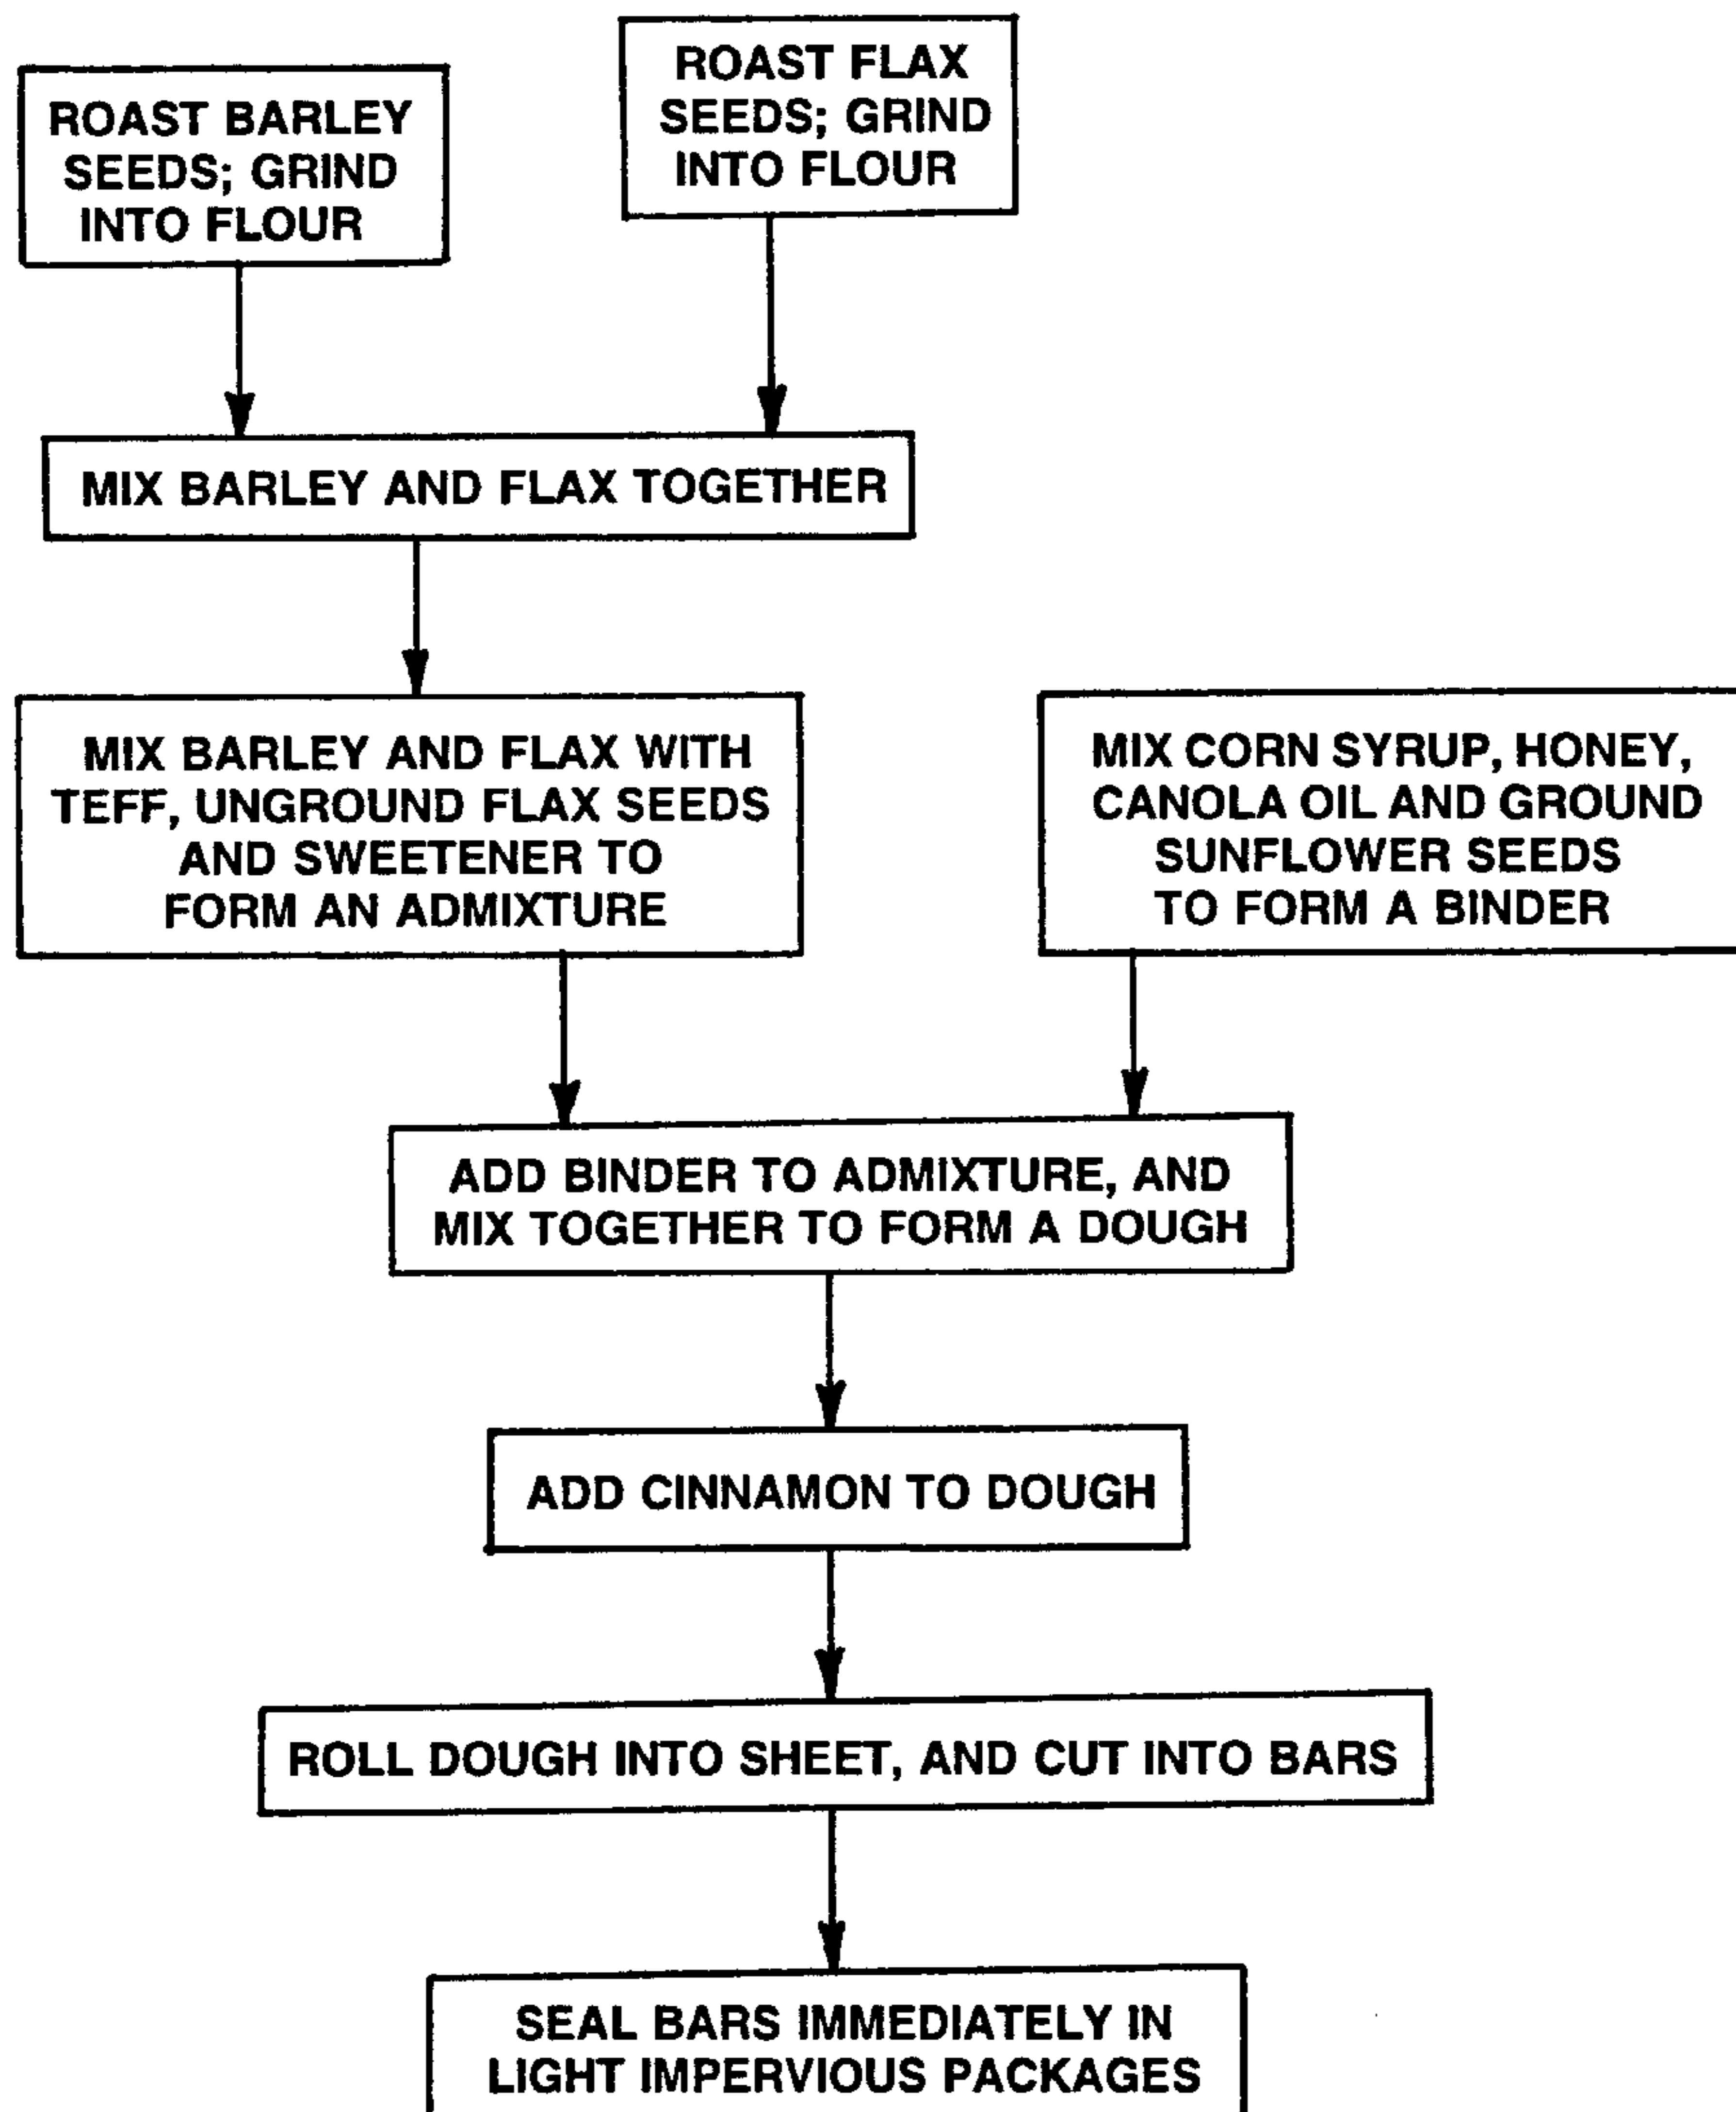 ROAST BARLEY
SEEDS; GRIND
INTO FLOUR
ROAST FLAX
SEEDS; GRIND
INTO FLOUR
MIX BARLEY AND FLAX TOGETHER
MIX BARLEY AND FLAX WITH
TEFF, UNGROUND FLAX SEEDS
AND SWEETENER TO
FORM AN ADMIXTURE
MIX CORN SYRUP, HONEY,
CANOLA OIL AND GROUND
SUNFLOWER SEEDS
TO FORM A BINDER
ADD BINDER TO ADMIXTURE, AND
MIX TOGETHER TO FORM A DOUGH
ADD CINNAMON TO DOUGH
ROLL DOUGH INTO SHEET, AND CUT INTO BARS
SEAL BARS IMMEDIATELY IN
LIGHT IMPERVIOUS PACKAGES